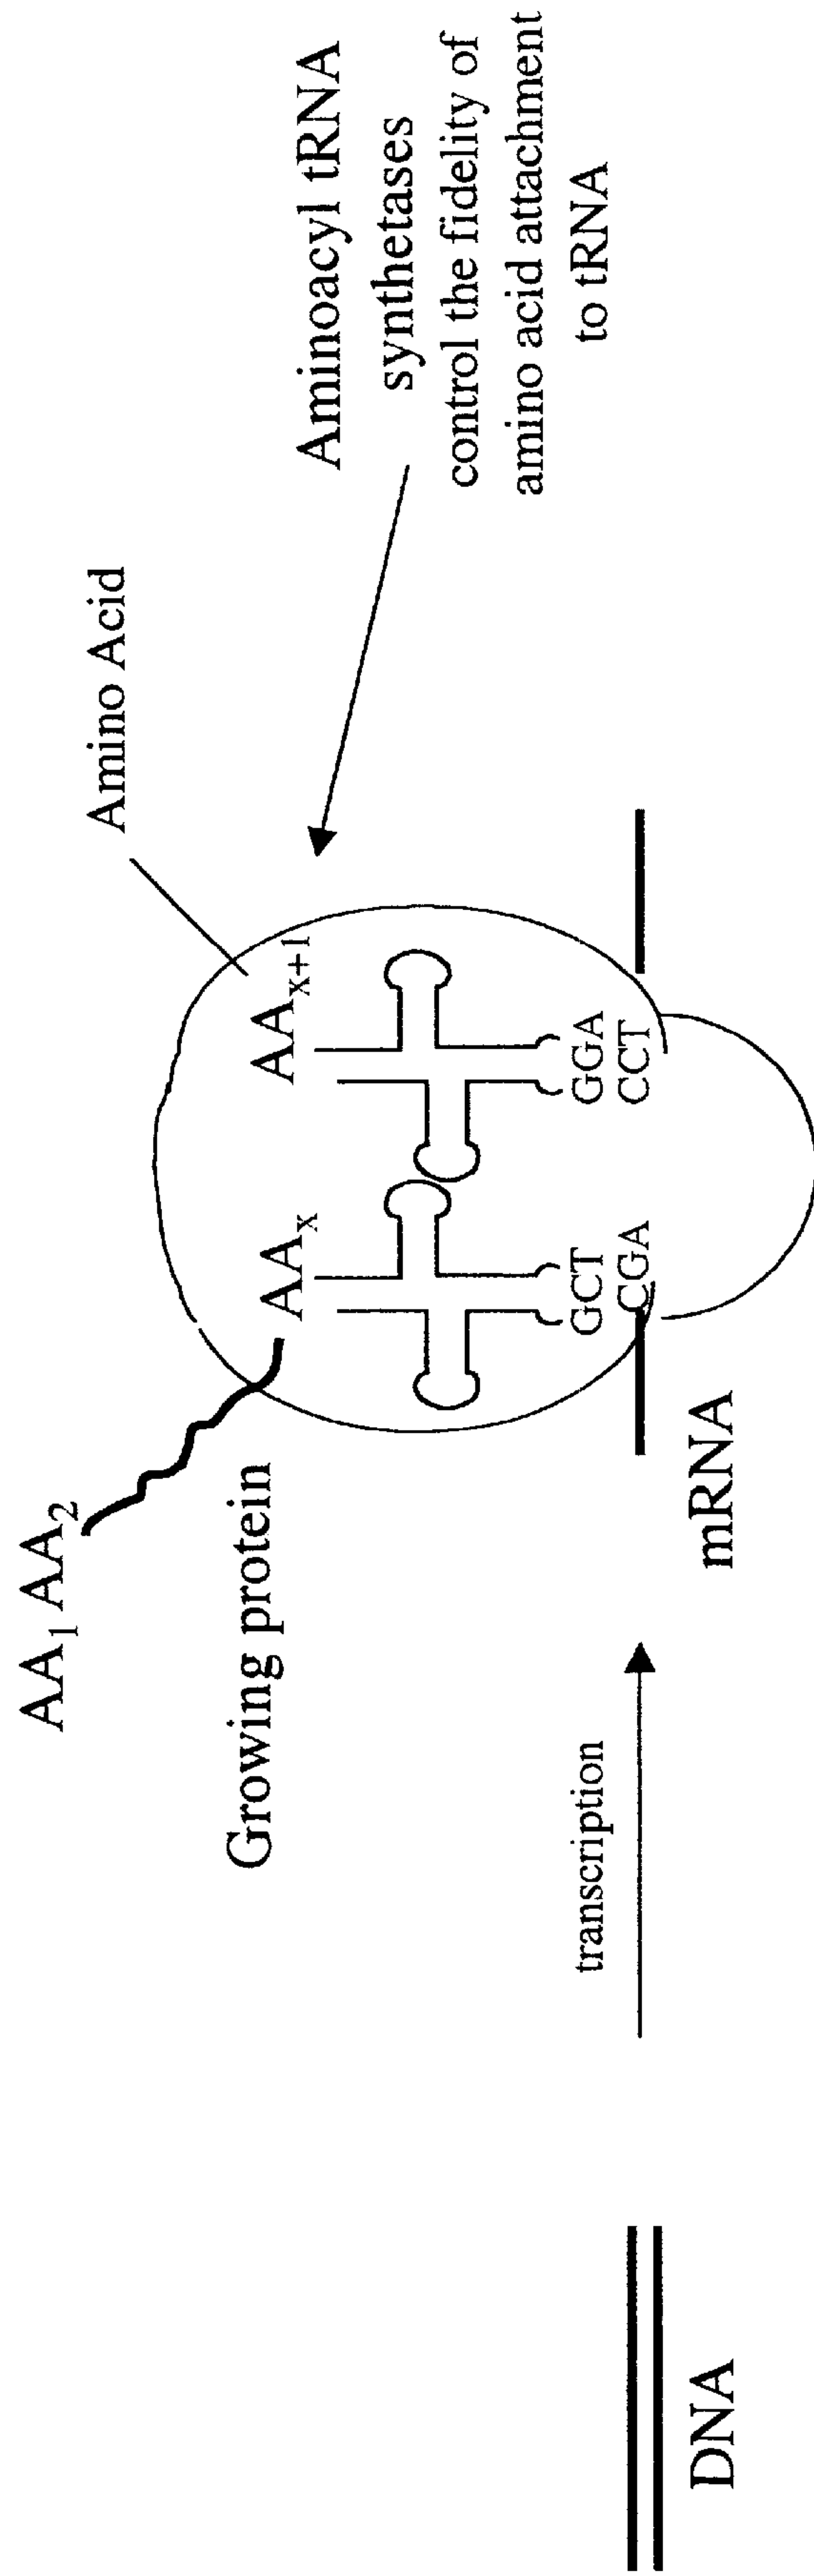 AA1 AA2
Growing protein
Amino Acid
AAx
AAx+1
Aminoacyl tRNA
synthetases
control the fidelity of
amino acid attachment
to tRNA
GCT
GGA
CGA
CCT
transcription
DNA
mRNA